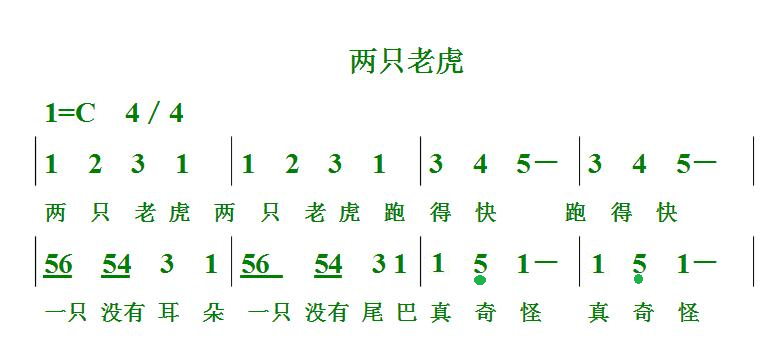 两只老虎
1=C 4/4
1 2 3 1 | 1 2 3 1 | 3 4 5— | 3 4 5— |
两 只 老 虎 两 只 老 虎 跑 得 快 跑 得 快
56 54 3 1 | 56 54 3 1 | 1 5 1— | 1 5 1— |
一只 没有 耳 朵 一只 没有 尾 巴 真 奇 怪 真 奇 怪